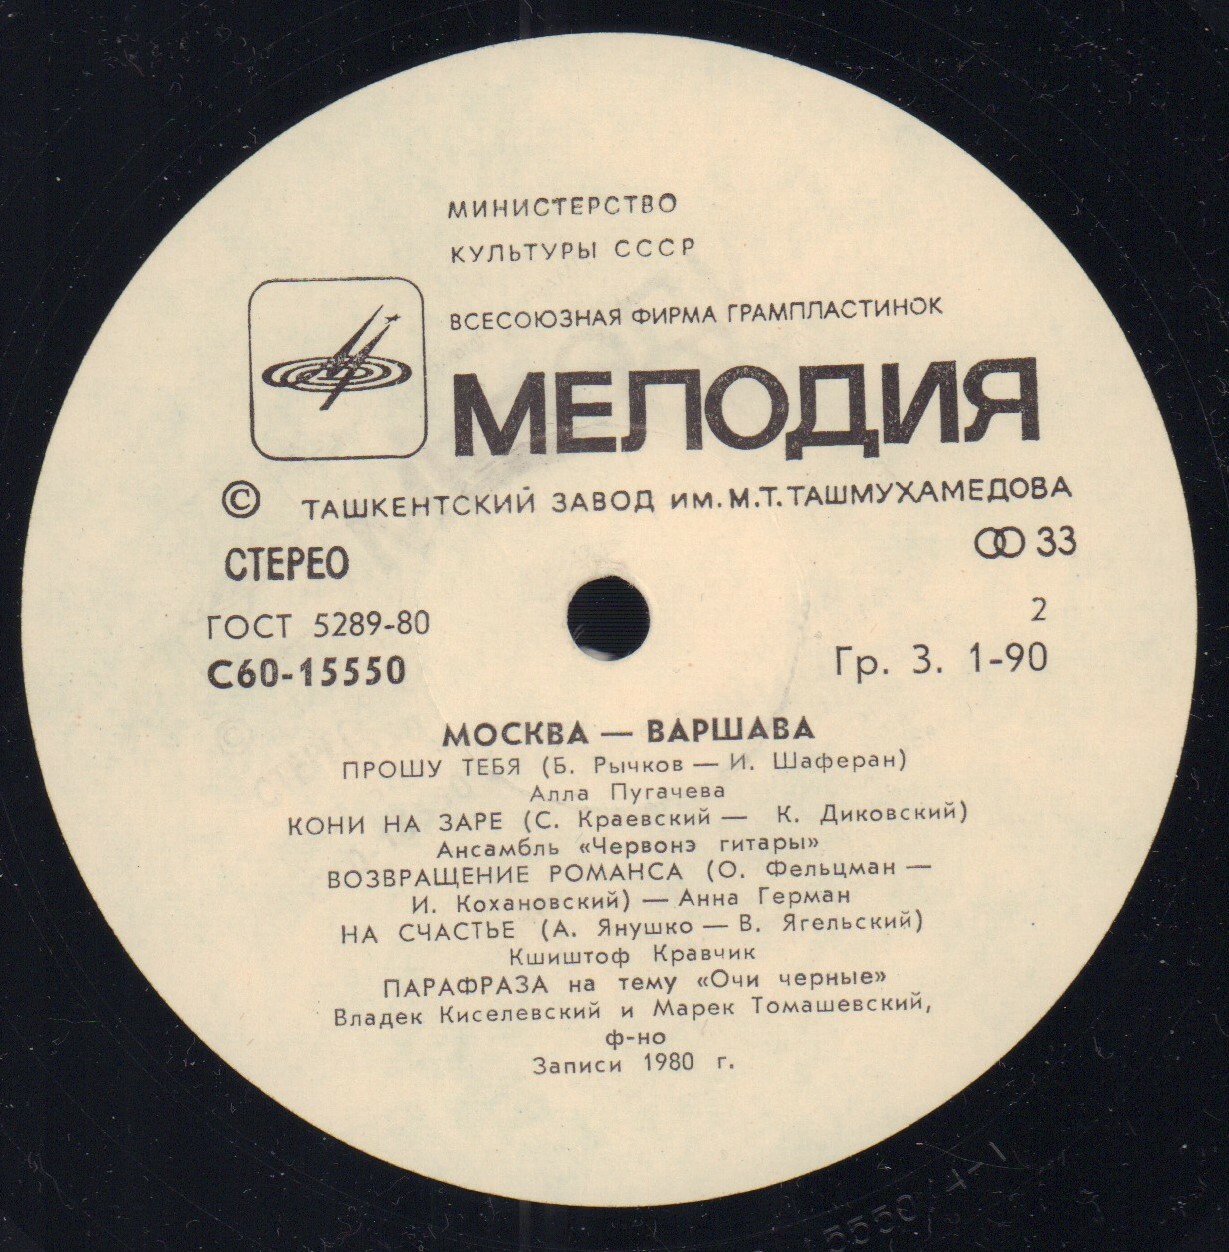 МИНИСТЕРСТВО
КУЛЬТУРЫ СССР
ВСЕСОЮЗНАЯ ФИРМА ГРАМПЛАСТИНОК
МЕЛОДИЯ
© ТАШКЕНТСКИЙ ЗАВОД ИМ. М.Т. ТАШМУХАМЕДОВА
СТЕРЕО
33
ГОСТ 5289-80
2
С60-15550
Гр. 3. 1-90
МОСКВА — ВАРШАВА
ПРОШУ ТЕБЯ (Б. Рычков — И. Шаферан)
Алла Пугачева
КОНИ НА ЗАРЕ (С. Краевский — К. Диковский)
Ансамбль «Червонэ гитары»
ВОЗВРАЩЕНИЕ РОМАНСА (О. Фельцман —
И. Кохановский) — Анна Герман
НА СЧАСТЬЕ (А. Янушко — В. Ягельский)
Кшиштоф Кравчик
ПАРАФРАЗА на тему «Очи черные»
Владек Киселевский и Марек Томашевский,
ф-но
Записи 1980 г.